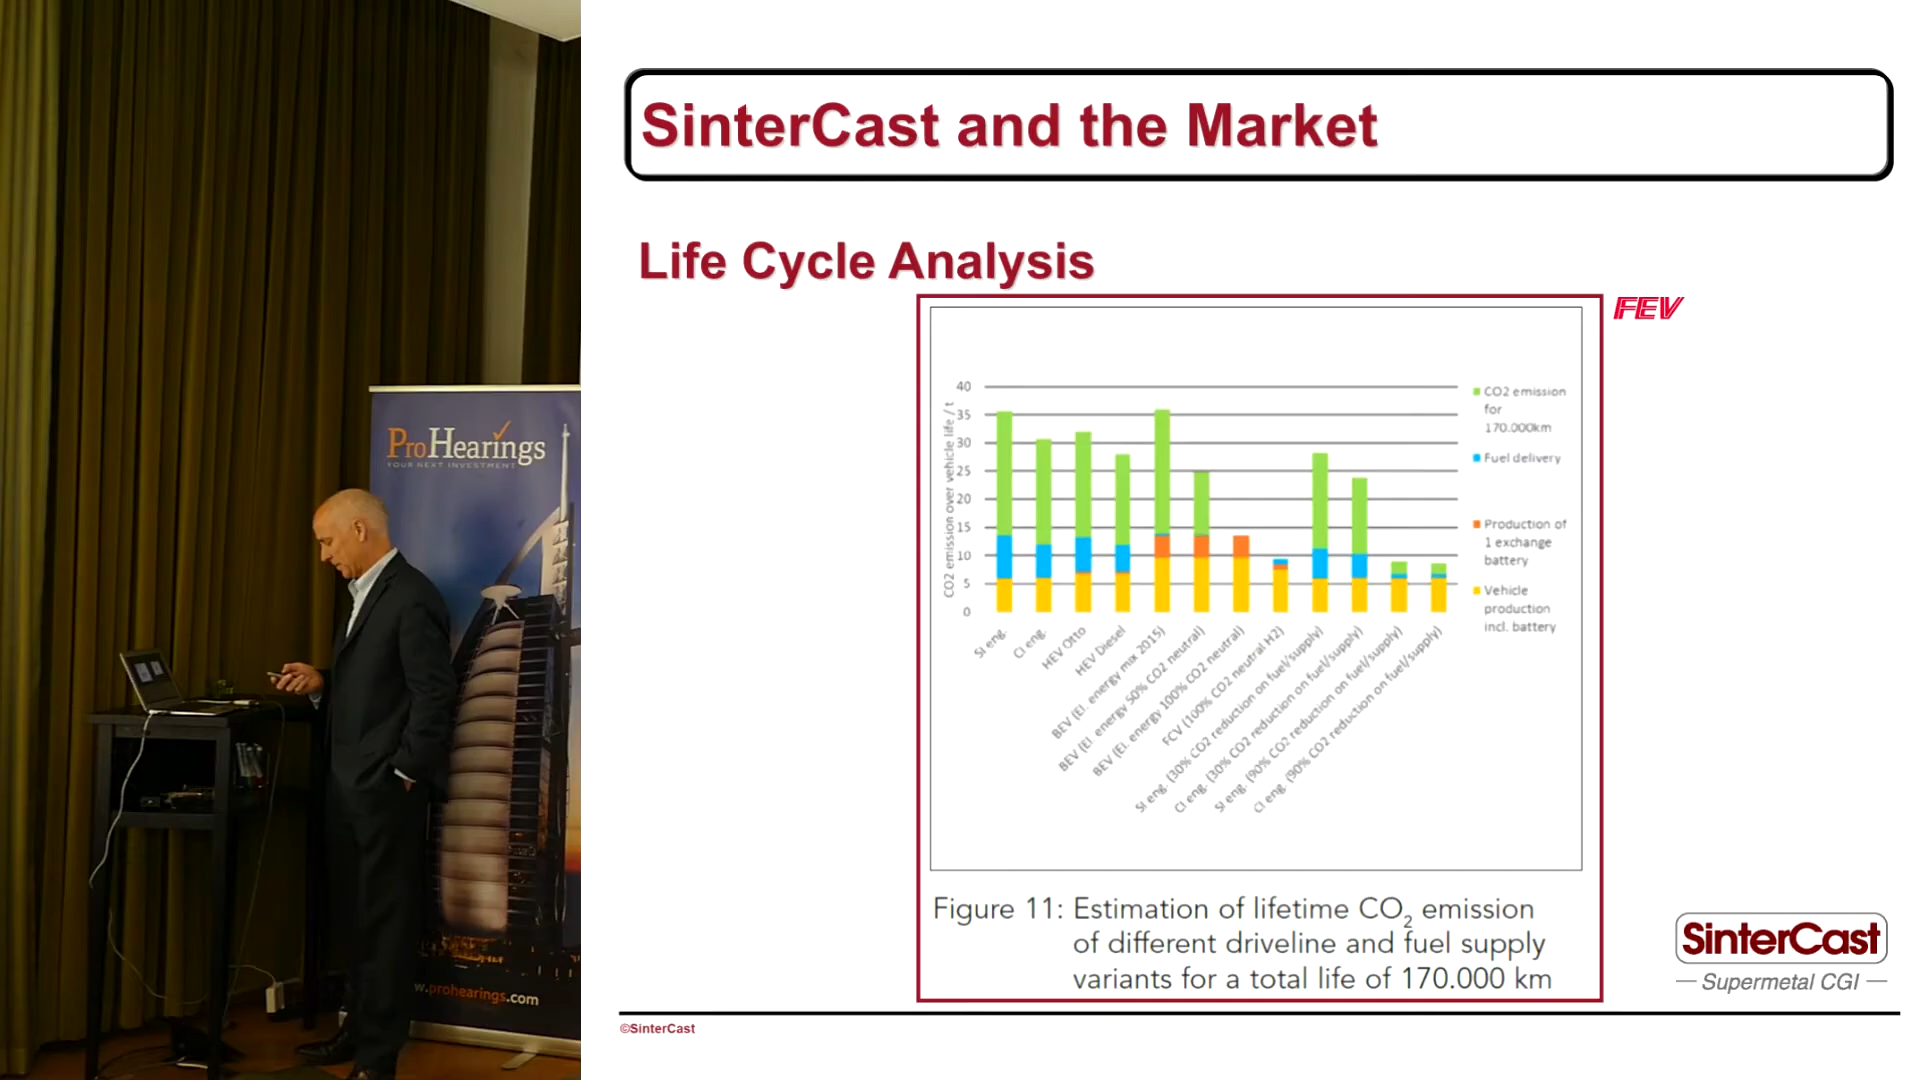 SinterCast and the Market
Life Cycle Analysis
FEV
40
35
30
25
20
15
10
5
0
CO2 emission over vehicle life / t
CO2 emission
for
170.000km
Fuel delivery
Production of
1 exchange
battery
Vehicle
production
incl. battery
SI eng.
CI eng.
HEV Otto
HEV Diesel
BEV (El. energy mix 2015)
BEV (El. energy 50% CO2 neutral)
BEV (El. energy 100% CO2 neutral)
FCV (100% CO2 neutral H2)
SI eng. (30% CO2 reduction on fuel/supply)
CI eng. (30% CO2 reduction on fuel/supply)
SI eng. (90% CO2 reduction on fuel/supply)
CI eng. (90% CO2 reduction on fuel/supply)
Figure 11: Estimation of lifetime CO2 emission
of different driveline and fuel supply
variants for a total life of 170.000 km
SinterCast
Supermetal CGI
©SinterCast
ProHearings
YOUR NEXT INVESTMENT
w.prohearings.com